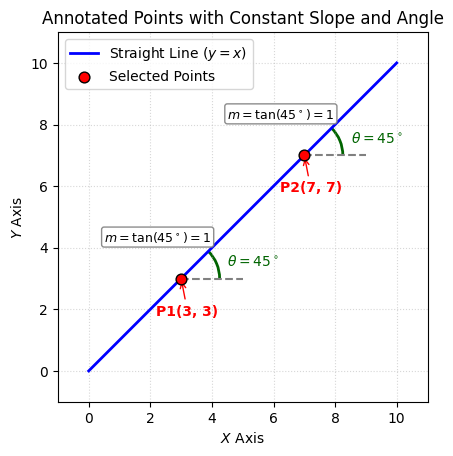 Annotated Points with Constant Slope and Angle
Straight Line (y = x)
Selected Points
m = tan(45°) = 1
θ = 45°
P2(7, 7)
m = tan(45°) = 1
θ = 45°
P1(3, 3)
10
8
6
4
2
0
Y Axis
0 2 4 6 8 10
X Axis